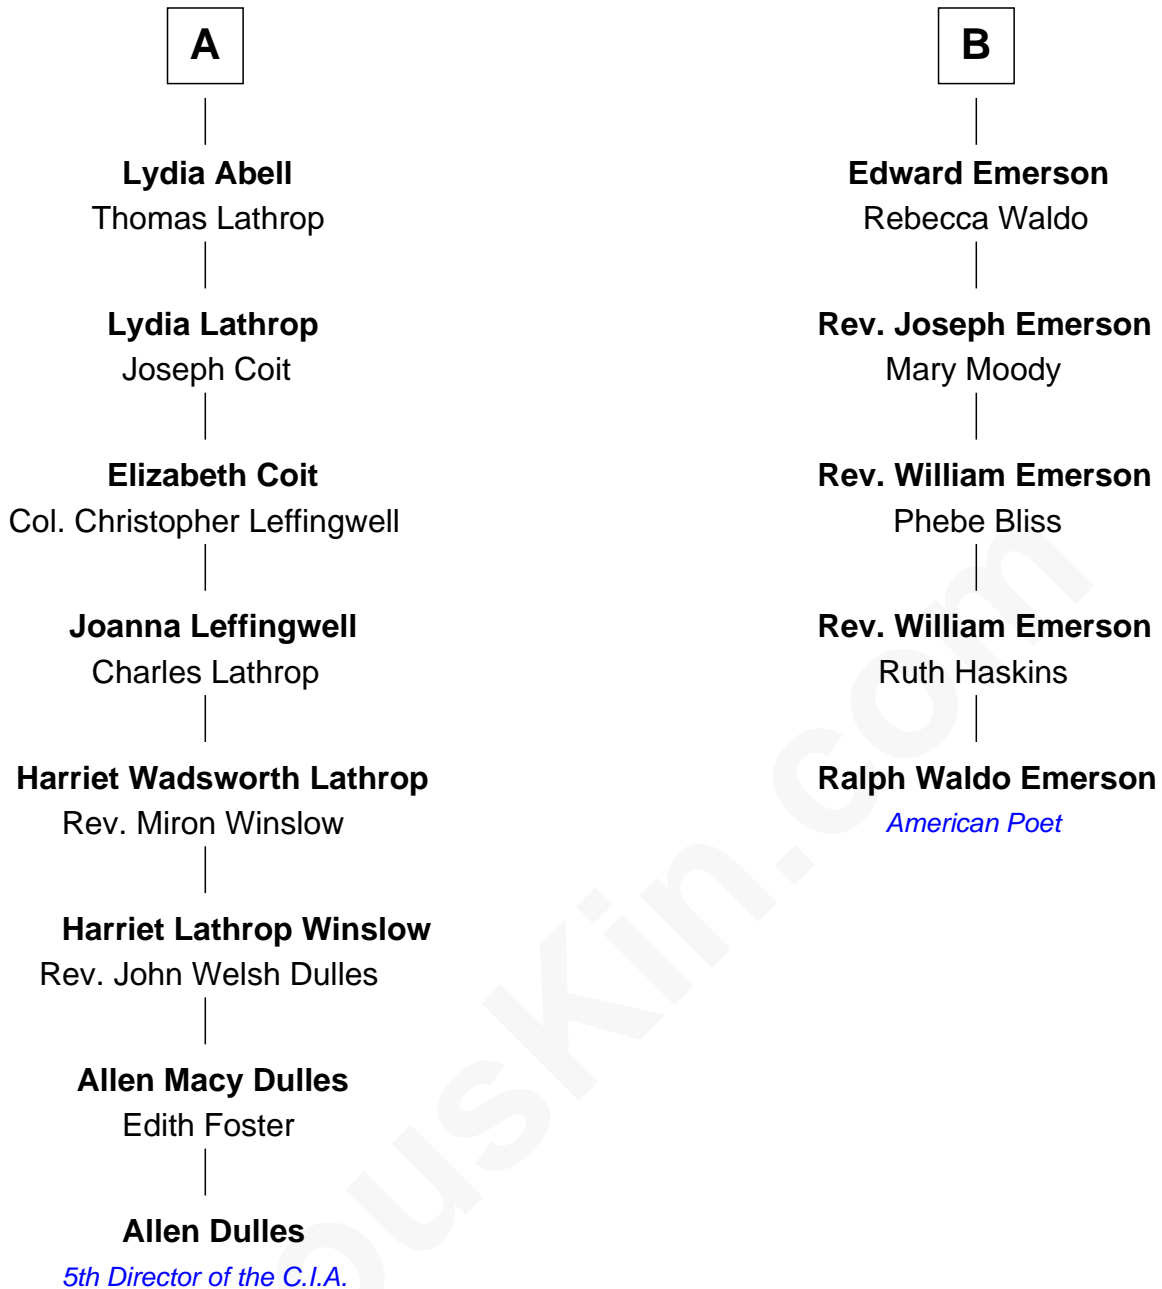 A
Lydia Abell
Thomas Lathrop
Lydia Lathrop
Joseph Coit
Elizabeth Coit
Col. Christopher Leffingwell
Joanna Leffingwell
Charles Lathrop
Harriet Wadsworth Lathrop
Rev. Miron Winslow
Harriet Lathrop Winslow
Rev. John Welsh Dulles
Allen Macy Dulles
Edith Foster
Allen Dulles
5th Director of the C.I.A.
B
Edward Emerson
Rebecca Waldo
Rev. Joseph Emerson
Mary Moody
Rev. William Emerson
Phebe Bliss
Rev. William Emerson
Ruth Haskins
Ralph Waldo Emerson
American Poet
ousKin.com